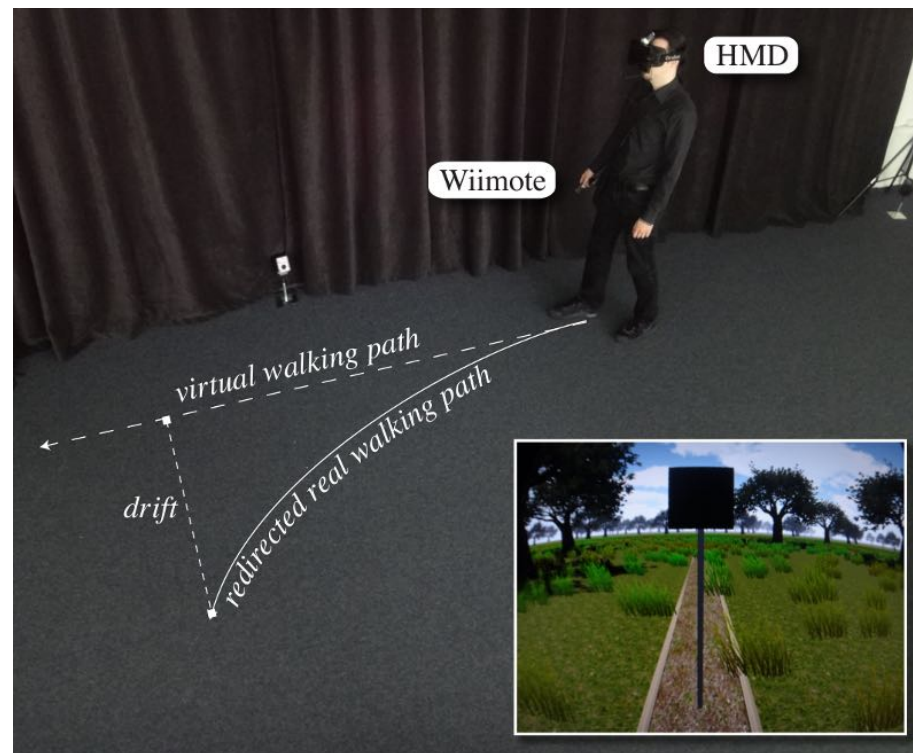 HMD
Wiimote
virtual walking path
redirected real walking path
drift